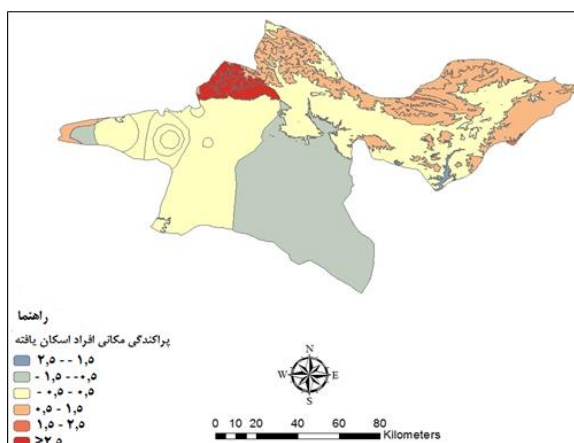 راهنما
پراکندگی مکانی افراد اسکان یافته
۲,۵ - - ۱,۵
- ۱,۵ - -۰,۵
- ۰,۵ - ۰,۵
۰,۵ - ۱,۵
۱,۵ - ۲,۵
>۲,۵
N
W E
S
0 10 20 40 60 80
Kilometers